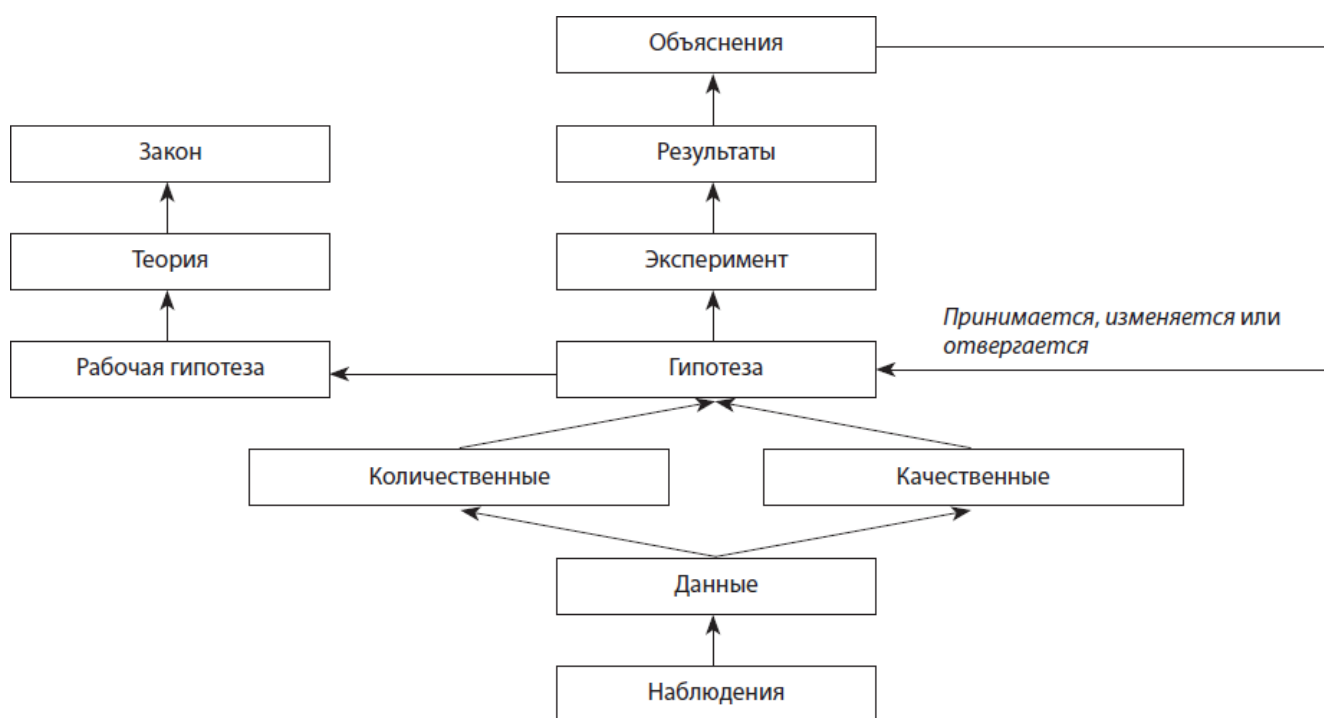 Объяснения
Закон
Результаты
Теория
Эксперимент
Принимается, изменяется или
отвергается
Рабочая гипотеза
Гипотеза
Количественные
Качественные
Данные
Наблюдения